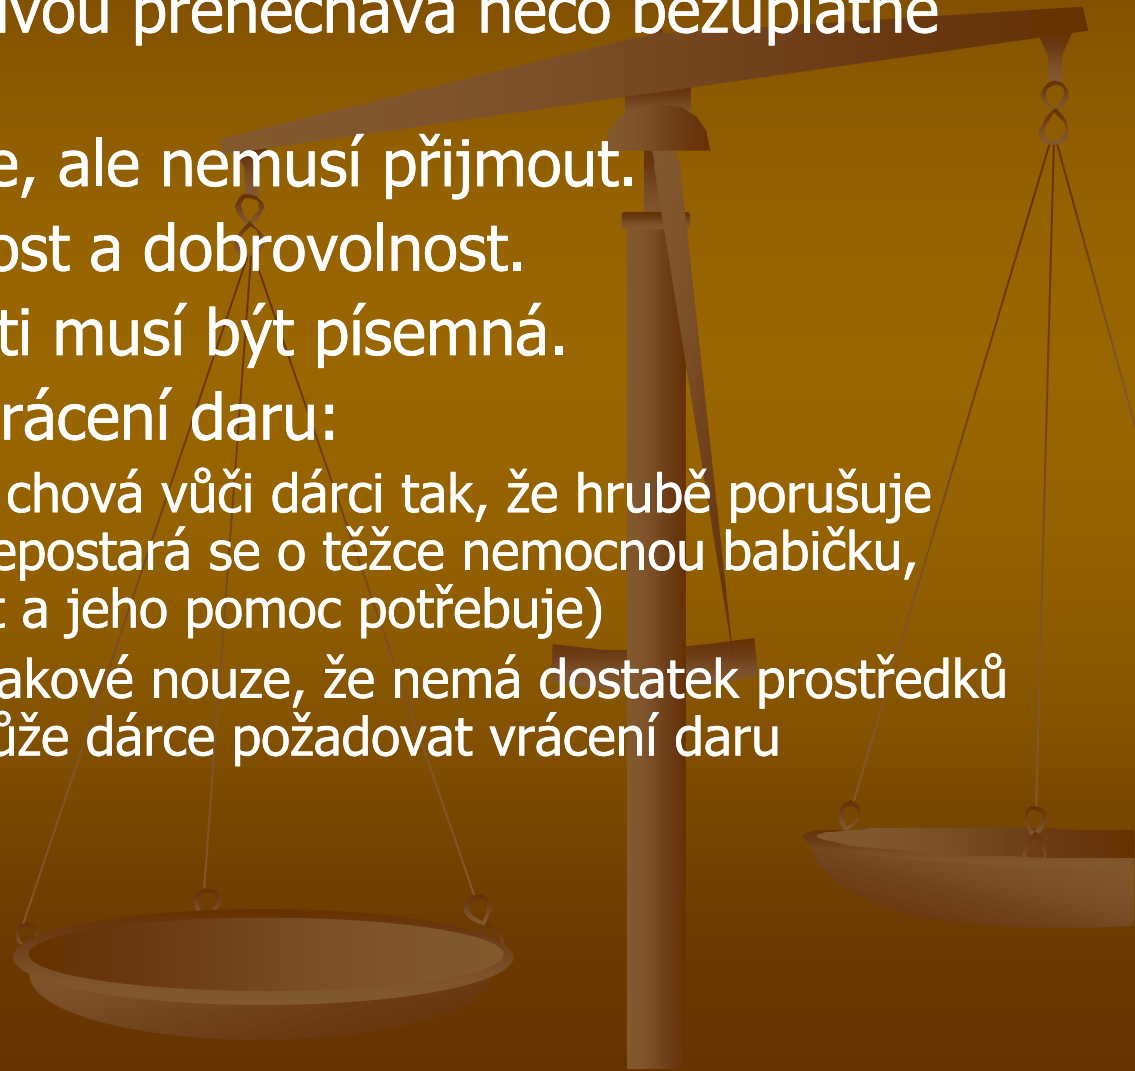 vou přenechává něco bezúplatně
e, ale nemusí přijmout.
ost a dobrovolnost.
ti musí být písemná.
rácení daru:
chová vůči dárci tak, že hrubě porušuje
epostará se o těžce nemocnou babičku,
t a jeho pomoc potřebuje)
akové nouze, že nemá dostatek prostředků
ůže dárce požadovat vrácení daru